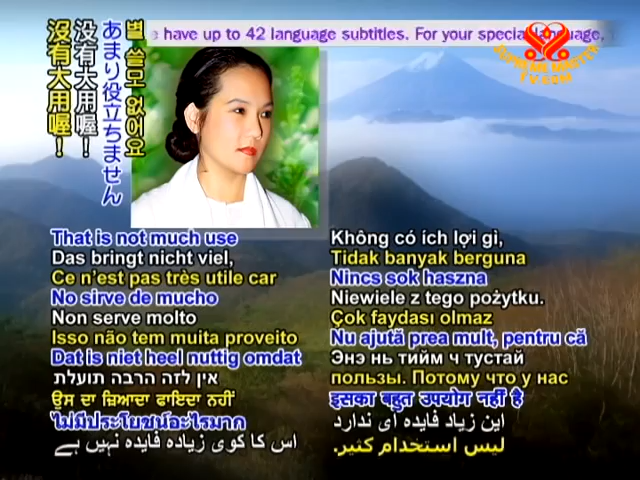 e have up to 42 language subtitles. For your special language,
SUPREME MASTER
TV.COM
별 쓸모 없어요
あまり役立ちません
没有大用喔！
沒有大用喔！
That is not much use
Das bringt nicht viel,
Ce n'est pas très utile car
No sirve de mucho
Non serve molto
Isso não tem muita proveito
Dat is niet heel nuttig omdat
אין לזה הרבה תועלת
ਉਸ ਦਾ ਜ਼ਿਆਦਾ ਫਾਇਦਾ ਨਹੀਂ
ไม่มีประโยชน์อะไรมาก
اس کا کوی زیادہ فایدہ نہیں ہے
Không có ích lợi gì,
Tidak banyak berguna
Nincs sok haszna
Niewiele z tego pożytku.
Çok faydası olmaz
Nu ajută prea mult, pentru că
Энэ нь тийм ч тустай
пользы. Потому что у нас
इसका बहुत उपयोग नहीं है
این زیاد فایده ای ندارد
ليس استخدام كثير.